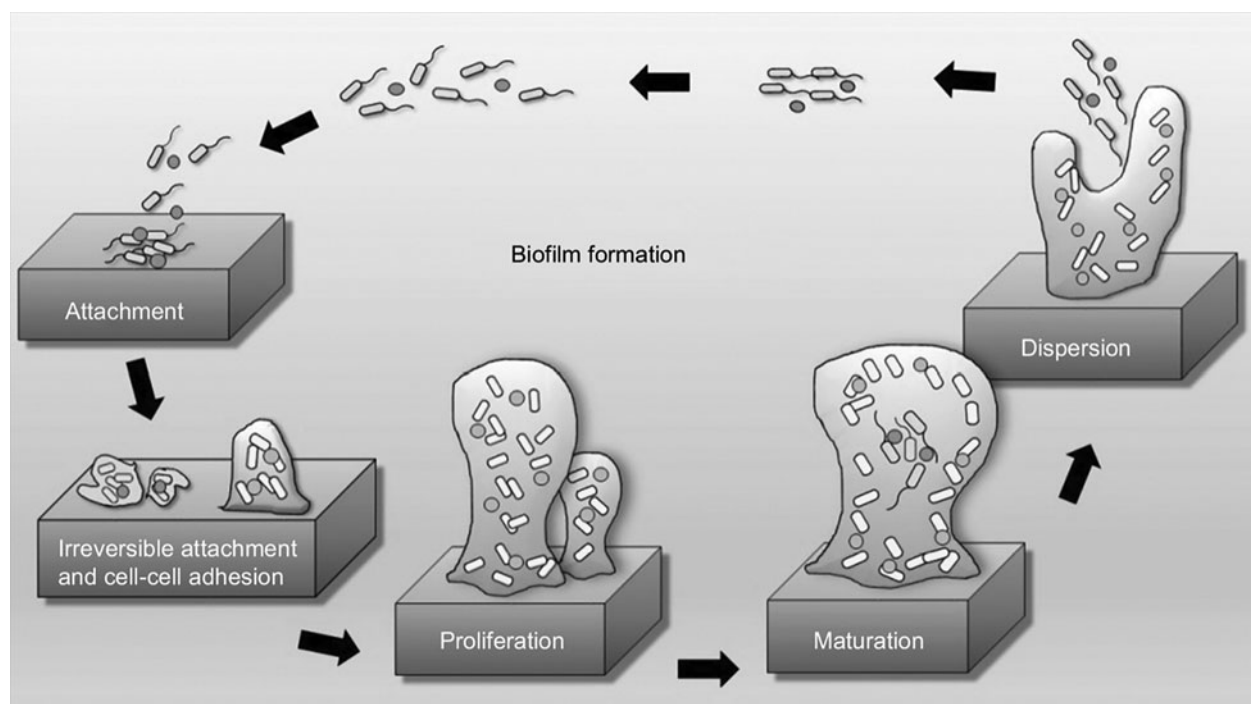 Biofilm formation
Attachment
Irreversible attachment
and cell-cell adhesion
Proliferation
Maturation
Dispersion